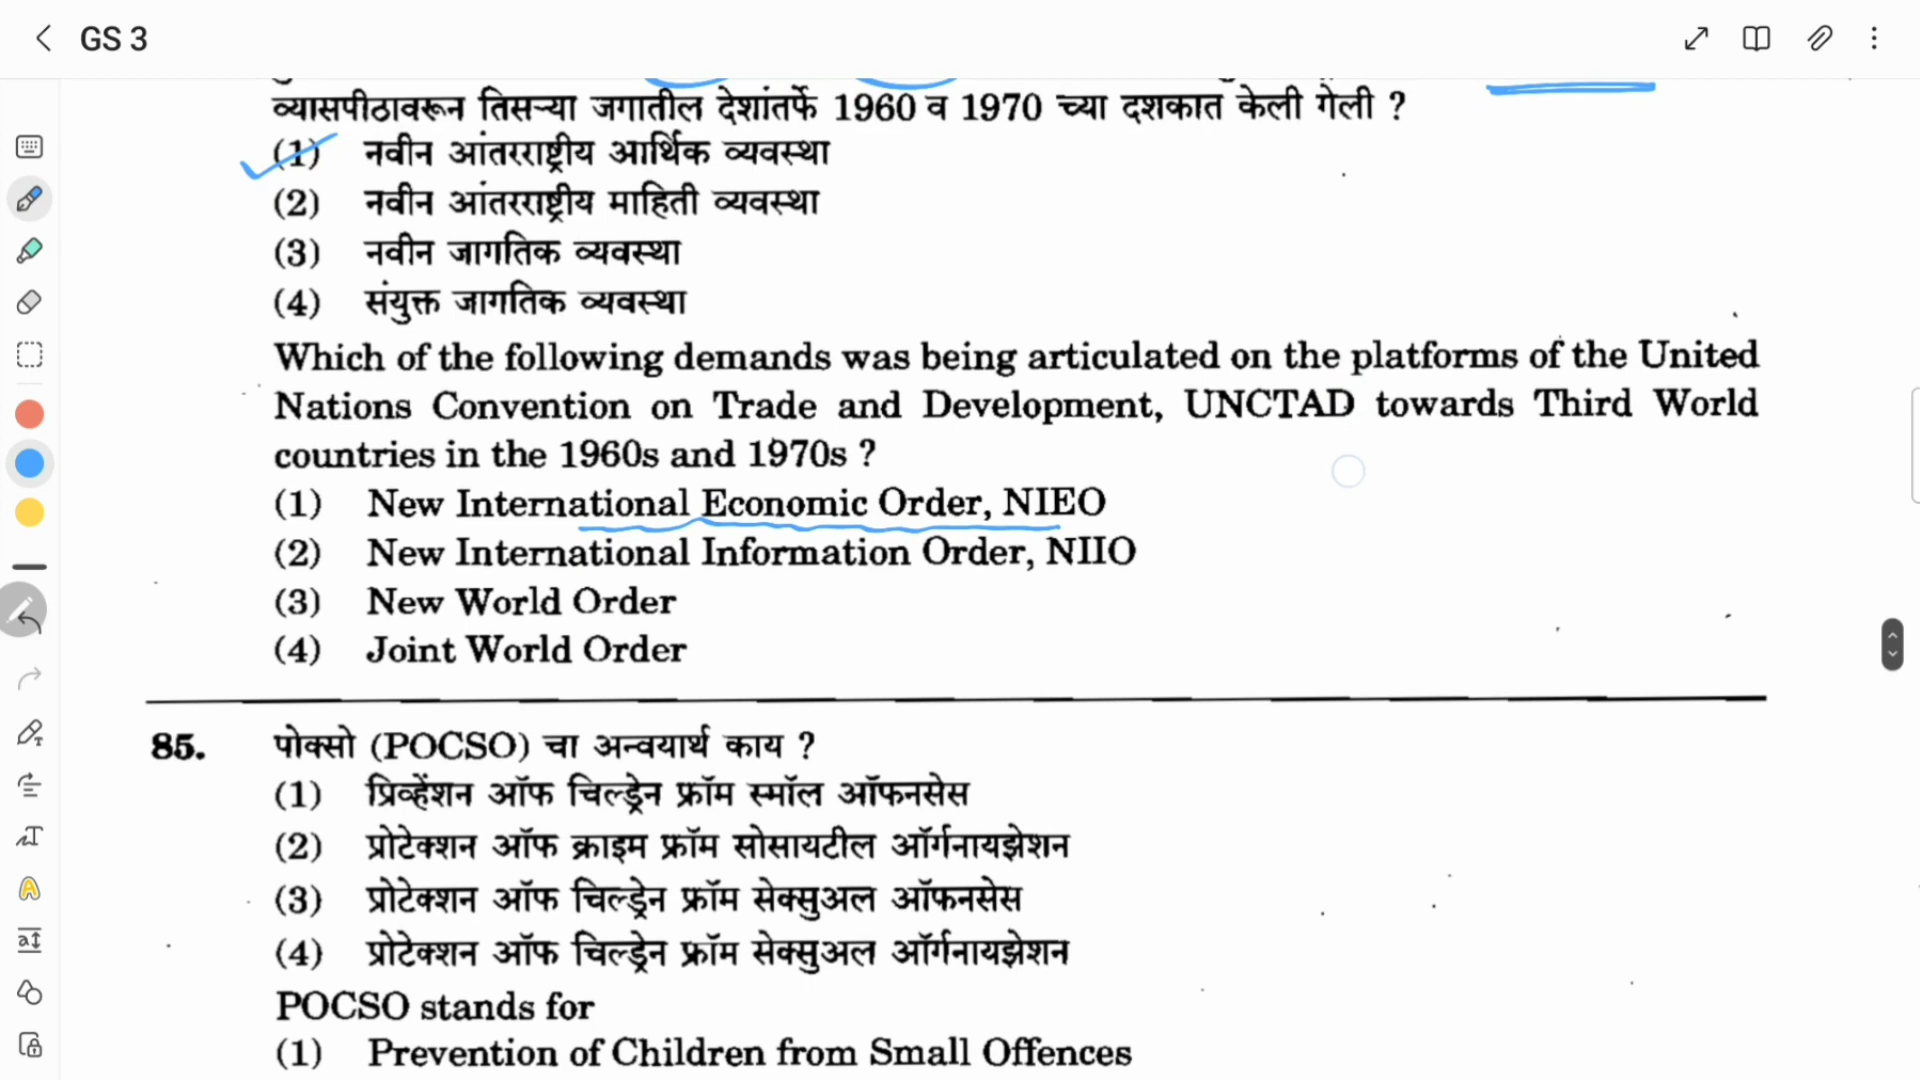 GS 3
व्यासपीठावरून तिसऱ्या जगातील देशांतर्फे 1960 व 1970 च्या दशकात केली गेली ?
(1) नवीन आंतरराष्ट्रीय आर्थिक व्यवस्था
(2) नवीन आंतरराष्ट्रीय माहिती व्यवस्था
(3) नवीन जागतिक व्यवस्था
(4) संयुक्त जागतिक व्यवस्था
Which of the following demands was being articulated on the platforms of the United
Nations Convention on Trade and Development, UNCTAD towards Third World
countries in the 1960s and 1970s ?
(1) New International Economic Order, NIEO
(2) New International Information Order, NIIO
(3) New World Order
(4) Joint World Order
85. पोक्सो (POCSO) चा अन्वयार्थ काय ?
(1) प्रिव्हेंशन ऑफ चिल्ड्रेन फ्रॉम स्मॉल ऑफनसेस
(2) प्रोटेक्शन ऑफ क्राइम फ्रॉम सोसायटील ऑर्गनायझेशन
(3) प्रोटेक्शन ऑफ चिल्ड्रेन फ्रॉम सेक्सुअल ऑफनसेस
(4) प्रोटेक्शन ऑफ चिल्ड्रेन फ्रॉम सेक्सुअल ऑर्गनायझेशन
POCSO stands for
(1) Prevention of Children from Small Offences